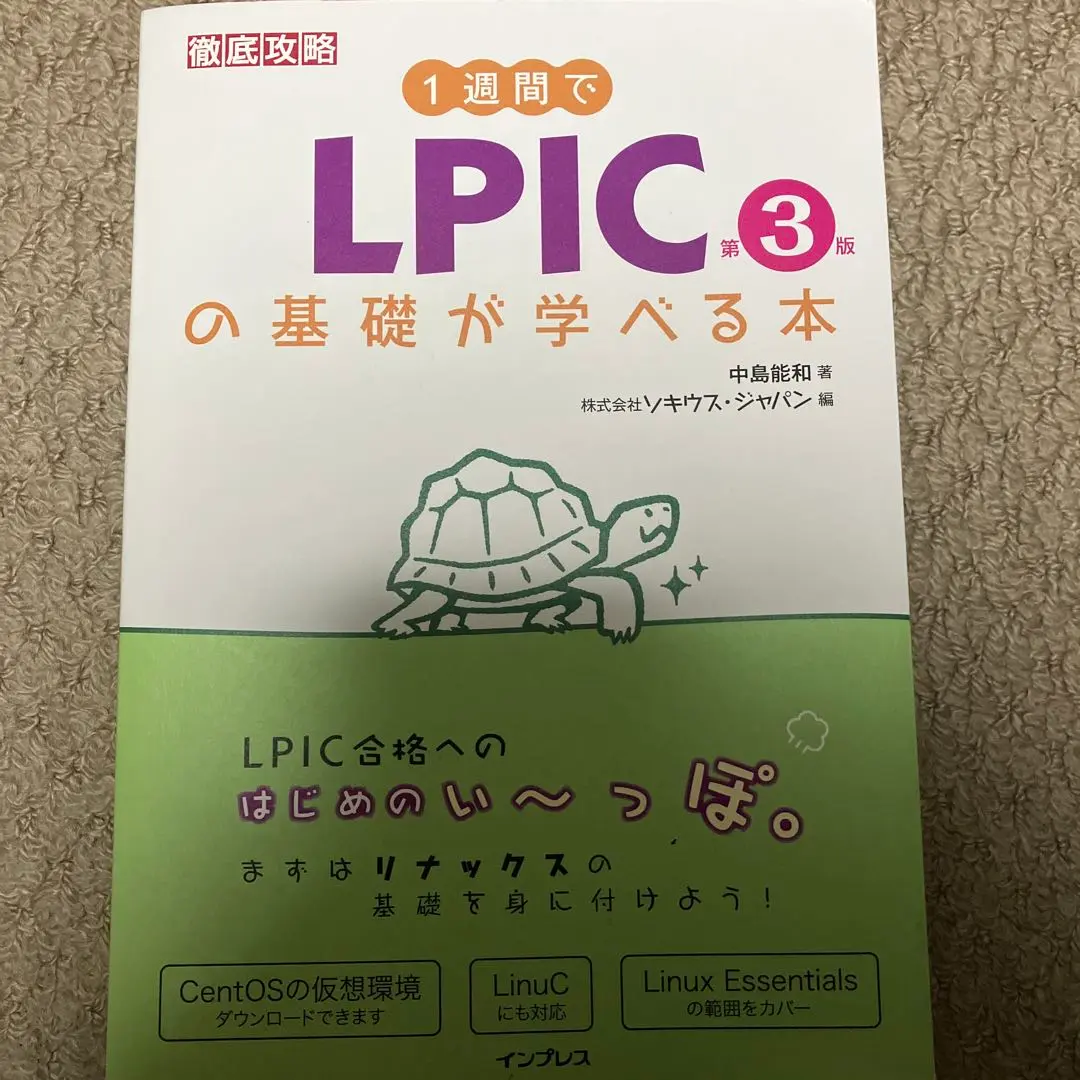 徹底攻略
1週間で
LPIC 第3版
の基礎が学べる本
中島能和 著
株式会社ソキウス・ジャパン 編
LPIC合格への
はじめのい～っぽ。
まずはリナックスの
基礎を身に付けよう!
CentOSの仮想環境
ダウンロードできます
LinuC
にも対応
Linux Essentials
の範囲をカバー
インプレス